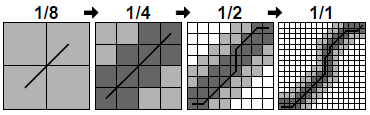 1/8 → 1/4 → 1/2 → 1/1